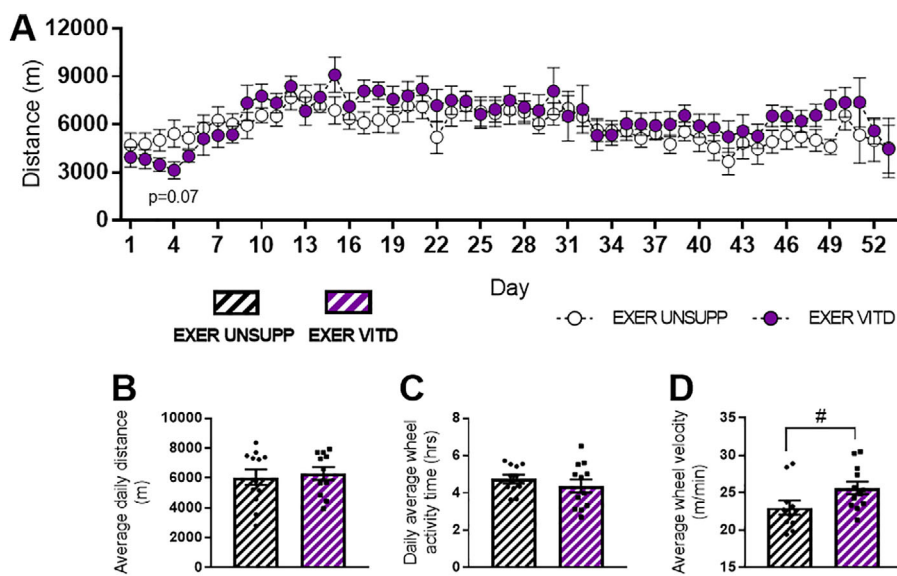 A
Distance (m)
12000
9000
6000
3000
0
p=0.07
1 4 7 10 13 16 19 22 25 28 31 34 37 40 43 46 49 52
Day
EXER UNSUPP EXER VITD
EXER UNSUPP EXER VITD
B
Average daily distance
(m)
10000
8000
6000
4000
2000
0
C
Daily average wheel
activity time (hrs)
8
6
4
2
0
D
Average wheel velocity
(m/min)
35
30
25
20
15
#